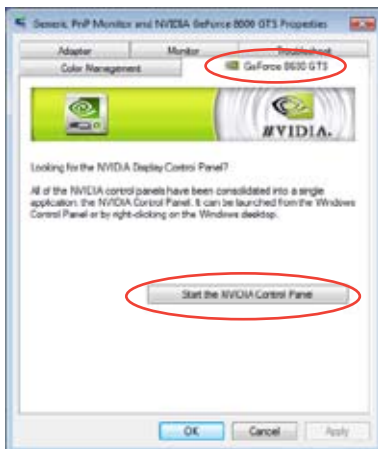 Generic PnP Monitor and NVIDIA GeForce 8600 GTS Properties
Adapter Monitor Troubleshoot
Color Management GeForce 8600 GTS
NVIDIA.
Looking for the NVIDIA Display Control Panel?
All of the NVIDIA control panels have been consolidated into a single
application: the NVIDIA Control Panel. It can be launched from the Windows
Control Panel or by right-clicking on the Windows desktop.
Start the NVIDIA Control Panel
OK Cancel Apply